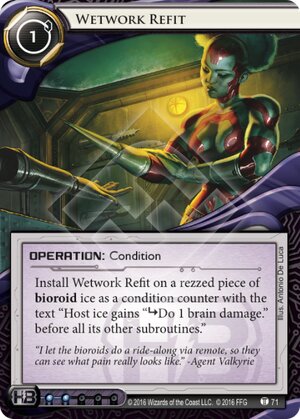 Wetwork Refit
1
OPERATION: Condition
Install Wetwork Refit on a rezzed piece of
bioroid ice as a condition counter with the
text "Host ice gains "↳Do 1 brain damage."
before all its other subroutines."
"I let the bioroids do a ride-along via remote, so they
can see what pain really looks like." -Agent Valkyrie
Illus. Antonio De Luca
HB
© 2016 Wizards of the Coast LLC. © 2016 FFG
71